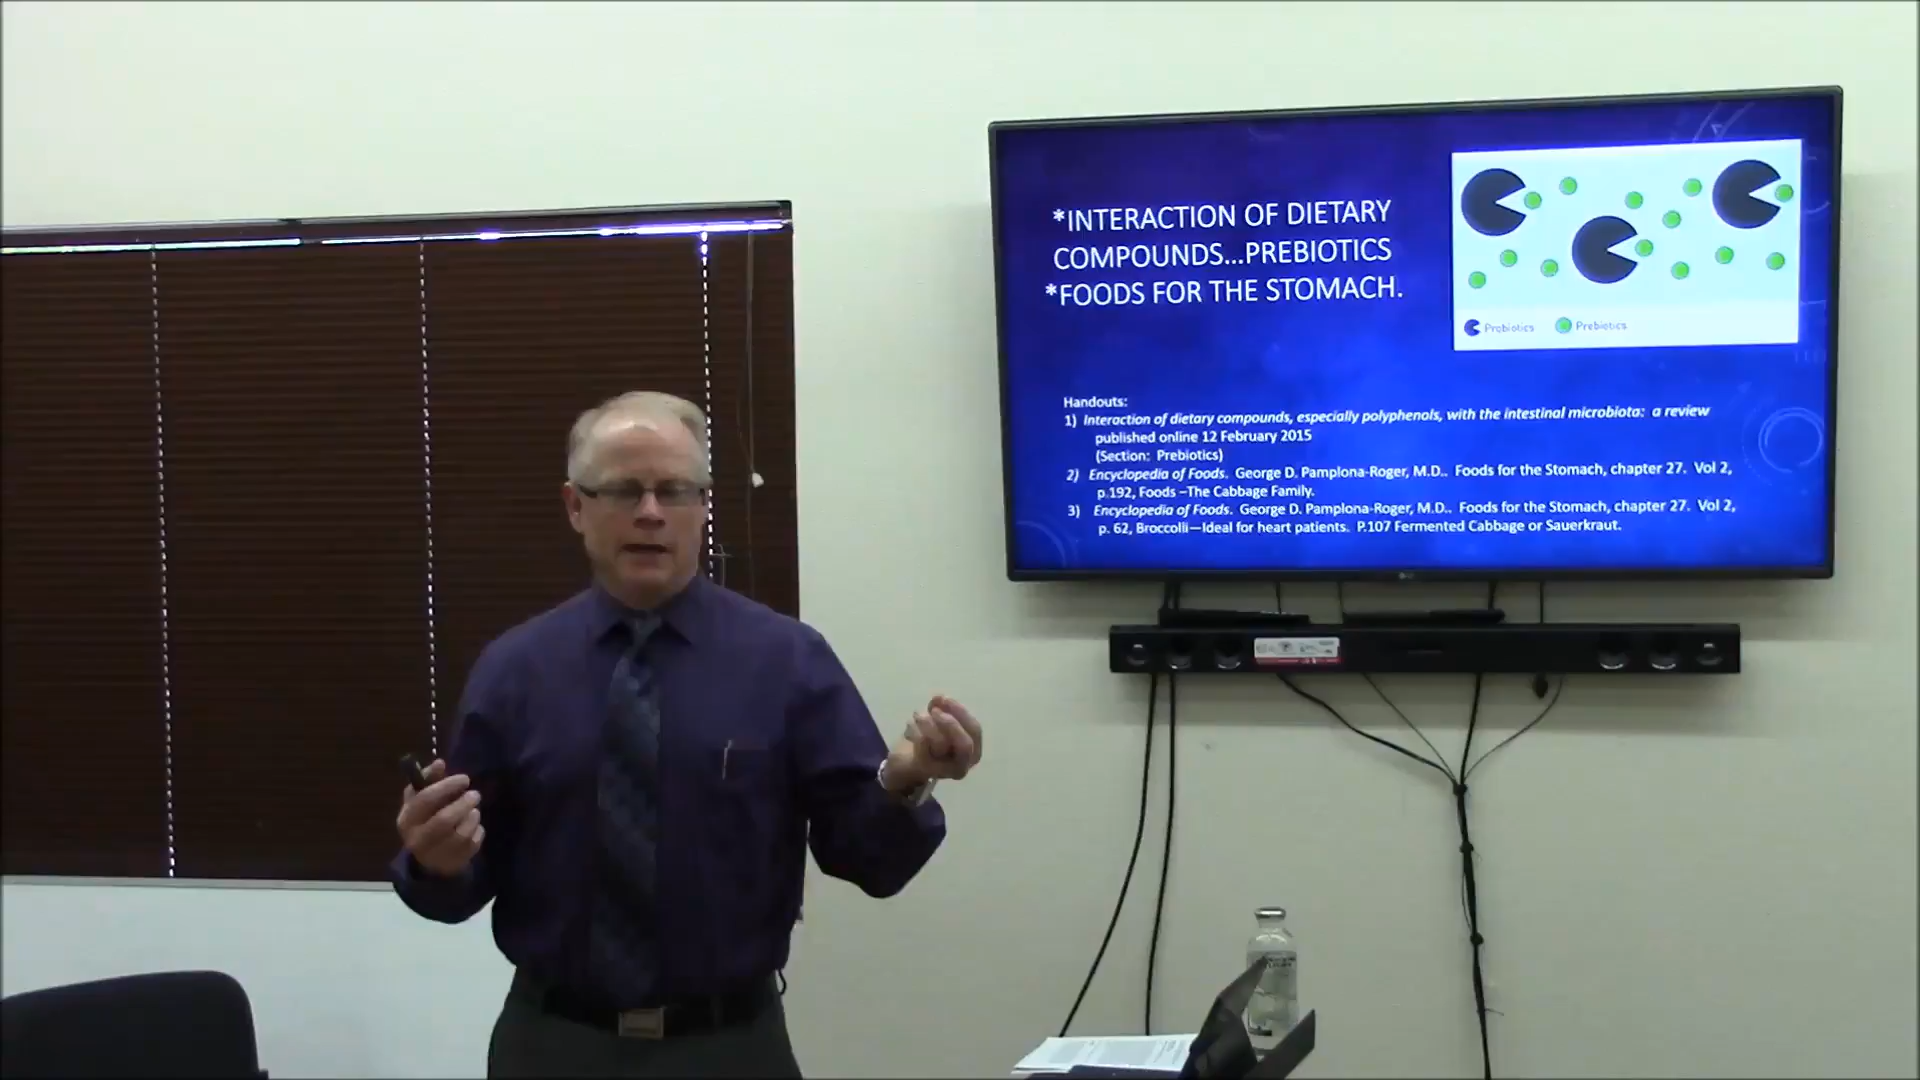 *INTERACTION OF DIETARY
COMPOUNDS...PREBIOTICS
*FOODS FOR THE STOMACH.
Probiotics Prebiotics
Handouts:
1) Interaction of dietary compounds, especially polyphenols, with the intestinal microbiota: a review
published online 12 February 2015
(Section: Prebiotics)
2) Encyclopedia of Foods. George D. Pamplona-Roger, M.D.. Foods for the Stomach, chapter 27. Vol 2,
p.192, Foods –The Cabbage Family.
3) Encyclopedia of Foods. George D. Pamplona-Roger, M.D.. Foods for the Stomach, chapter 27. Vol 2,
p. 62, Broccolli—Ideal for heart patients. P.107 Fermented Cabbage or Sauerkraut.
LG